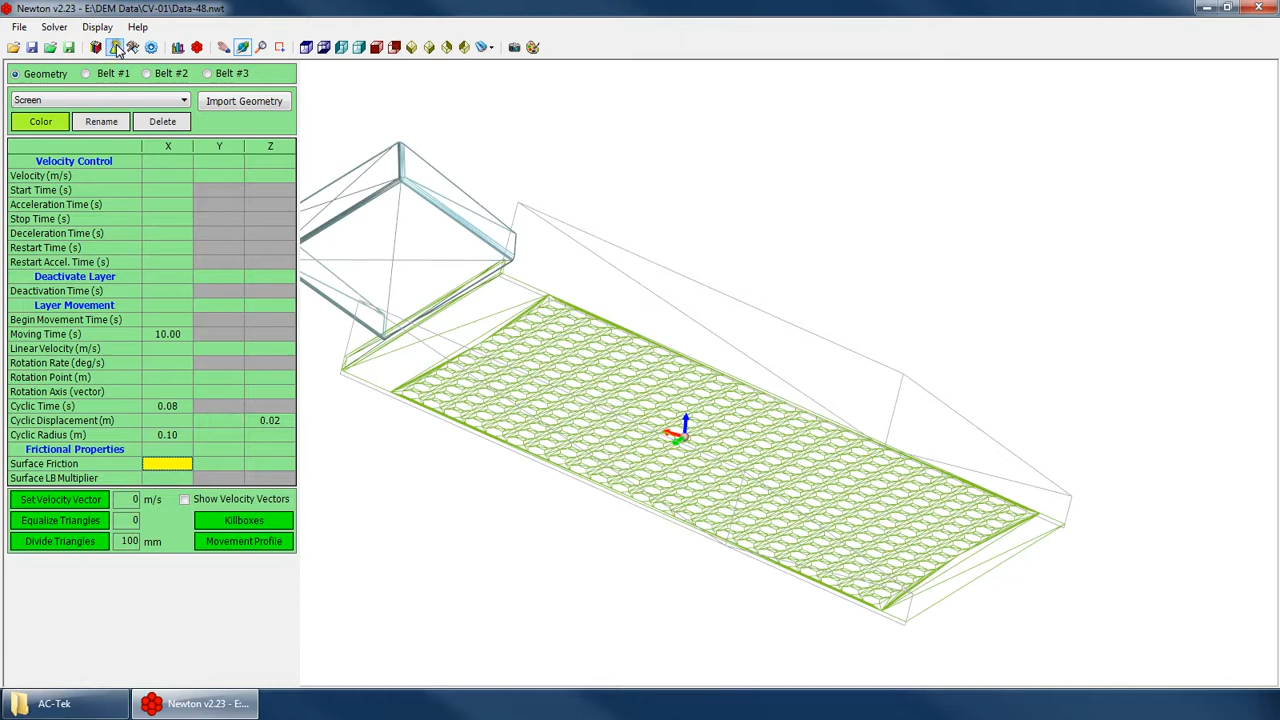 Newton v2.23 - E:\DEM Data\CV-01\Data-48.nwt
File Solver Display Help
Geometry Belt #1 Belt #2 Belt #3
Screen Import Geometry
Color Rename Delete
X Y Z
Velocity Control
Velocity (m/s)
Start Time (s)
Acceleration Time (s)
Stop Time (s)
Deceleration Time (s)
Restart Time (s)
Restart Accel. Time (s)
Deactivate Layer
Deactivation Time (s)
Layer Movement
Begin Movement Time (s)
Moving Time (s) 10.00
Linear Velocity (m/s)
Rotation Rate (deg/s)
Rotation Point (m)
Rotation Axis (vector)
Cyclic Time (s) 0.08
Cyclic Displacement (m) 0.02
Cyclic Radius (m) 0.10
Frictional Properties
Surface Friction
Surface LB Multiplier
Set Velocity Vector 0 m/s Show Velocity Vectors
Equalize Triangles 0 Killboxes
Divide Triangles 100 mm Movement Profile
AC-Tek Newton v2.23 - E:...